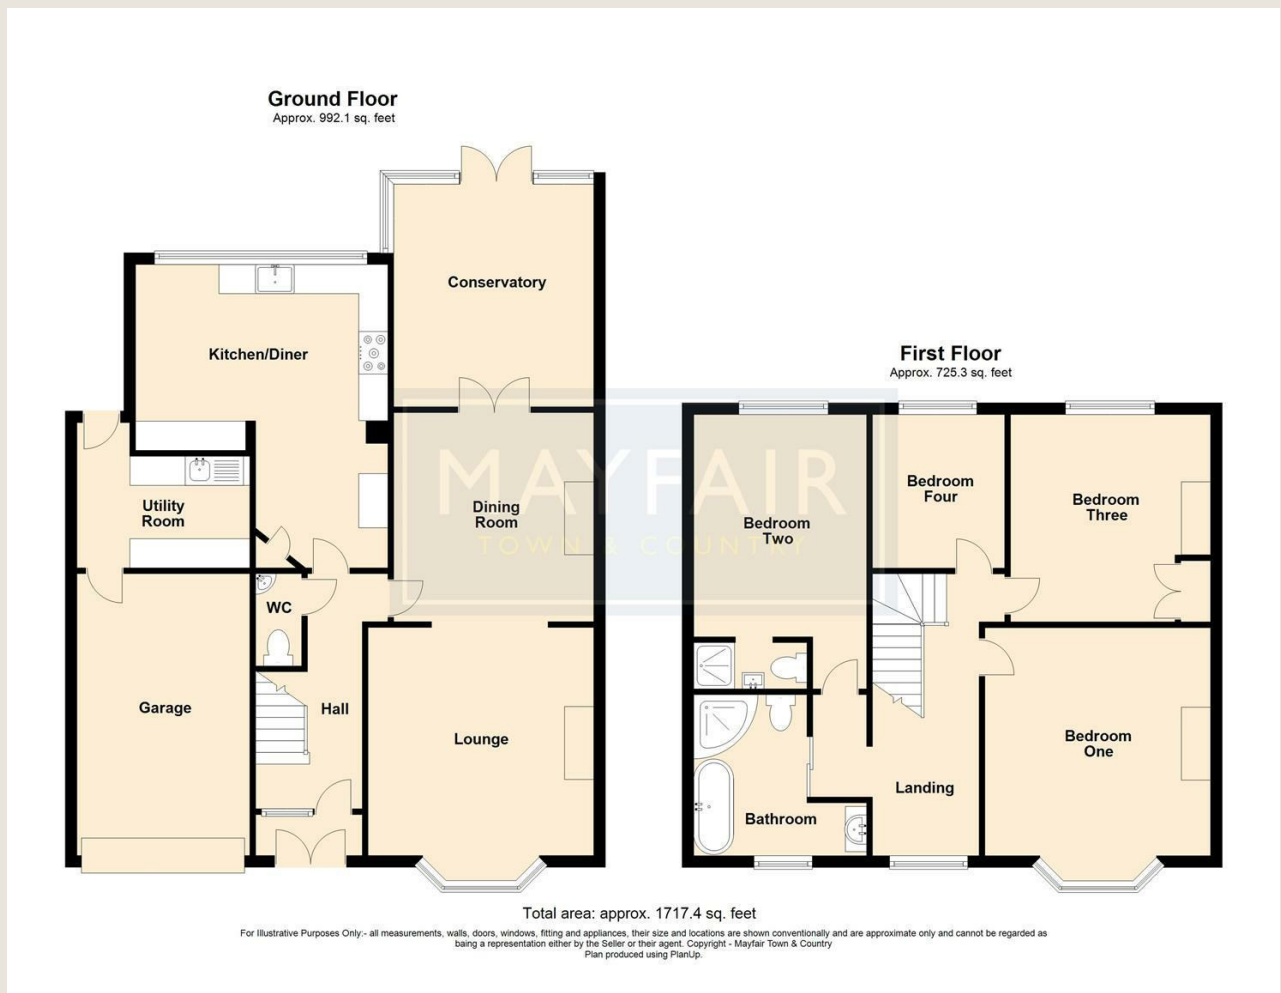 Ground Floor
Approx. 992.1 sq. feet
Conservatory
Kitchen/Diner
Dining
Room
Utility
Room
WC
Garage
Hall
Lounge
First Floor
Approx. 725.3 sq. feet
Bedroom
Four
Bedroom
Three
Bedroom
Two
Bedroom
One
Landing
Bathroom
MAYFAIR
TOWN & COUNTRY
Total area: approx. 1717.4 sq. feet
For Illustrative Purposes Only:- all measurements, walls, doors, windows, fitting and appliances, their size and locations are shown conventionally and are approximate only and cannot be regarded as
being a representation either by the Seller or their agent. Copyright - Mayfair Town & Country
Plan produced using PlanUp.